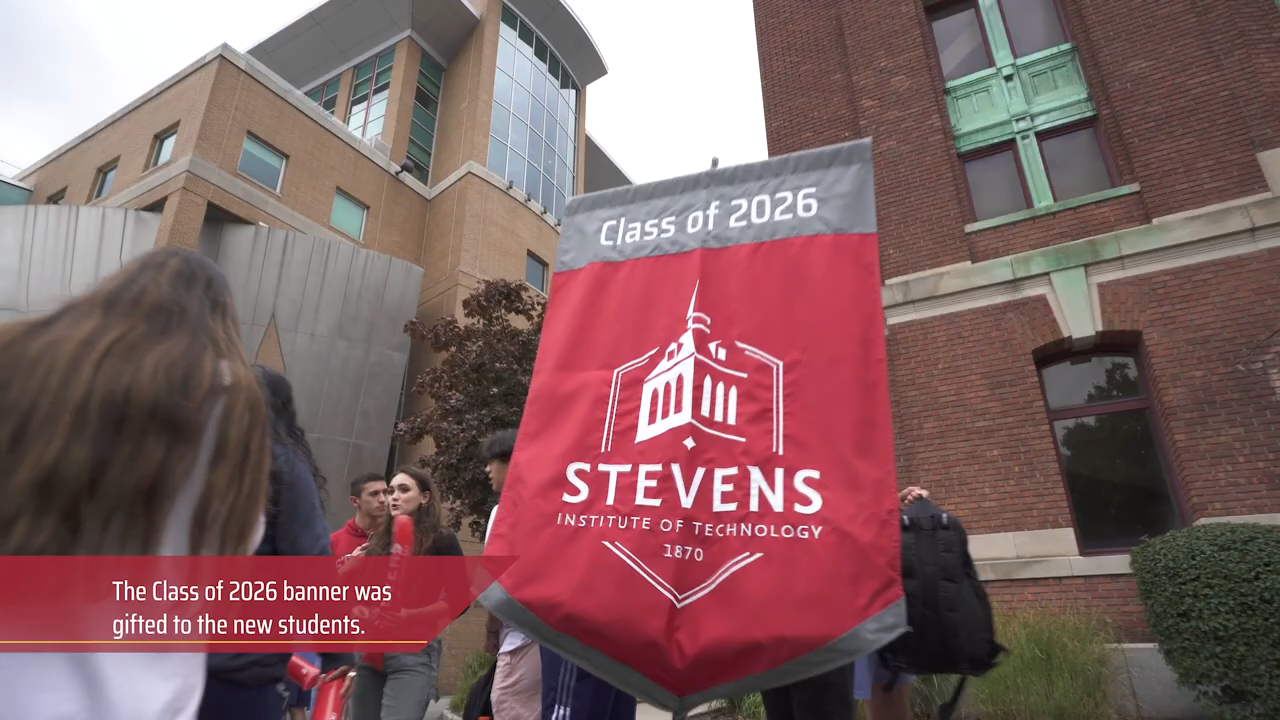 Class of 2026
STEVENS
INSTITUTE OF TECHNOLOGY
1870
The Class of 2026 banner was
gifted to the new students.